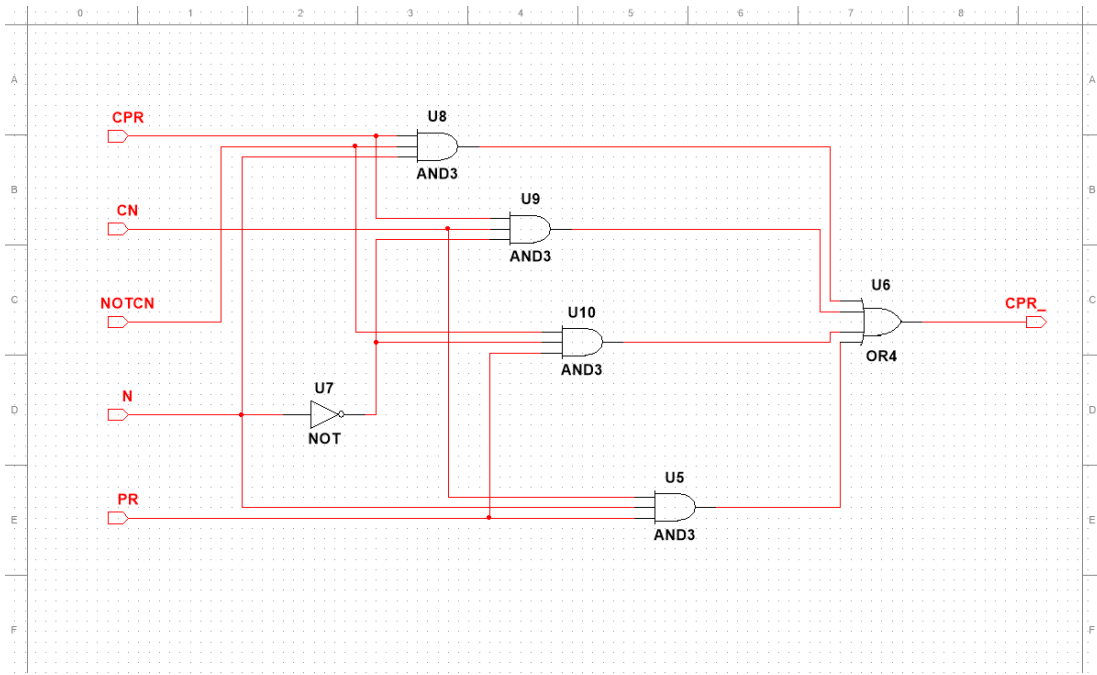 0 1 2 3 4 5 6 7 8
A A
U8
CPR
AND3
B B
U9
CN
AND3
U6
C C
NOTCN CPR_
U10
OR4
AND3
U7
N
D D
NOT
U5
PR
E E
AND3
F F